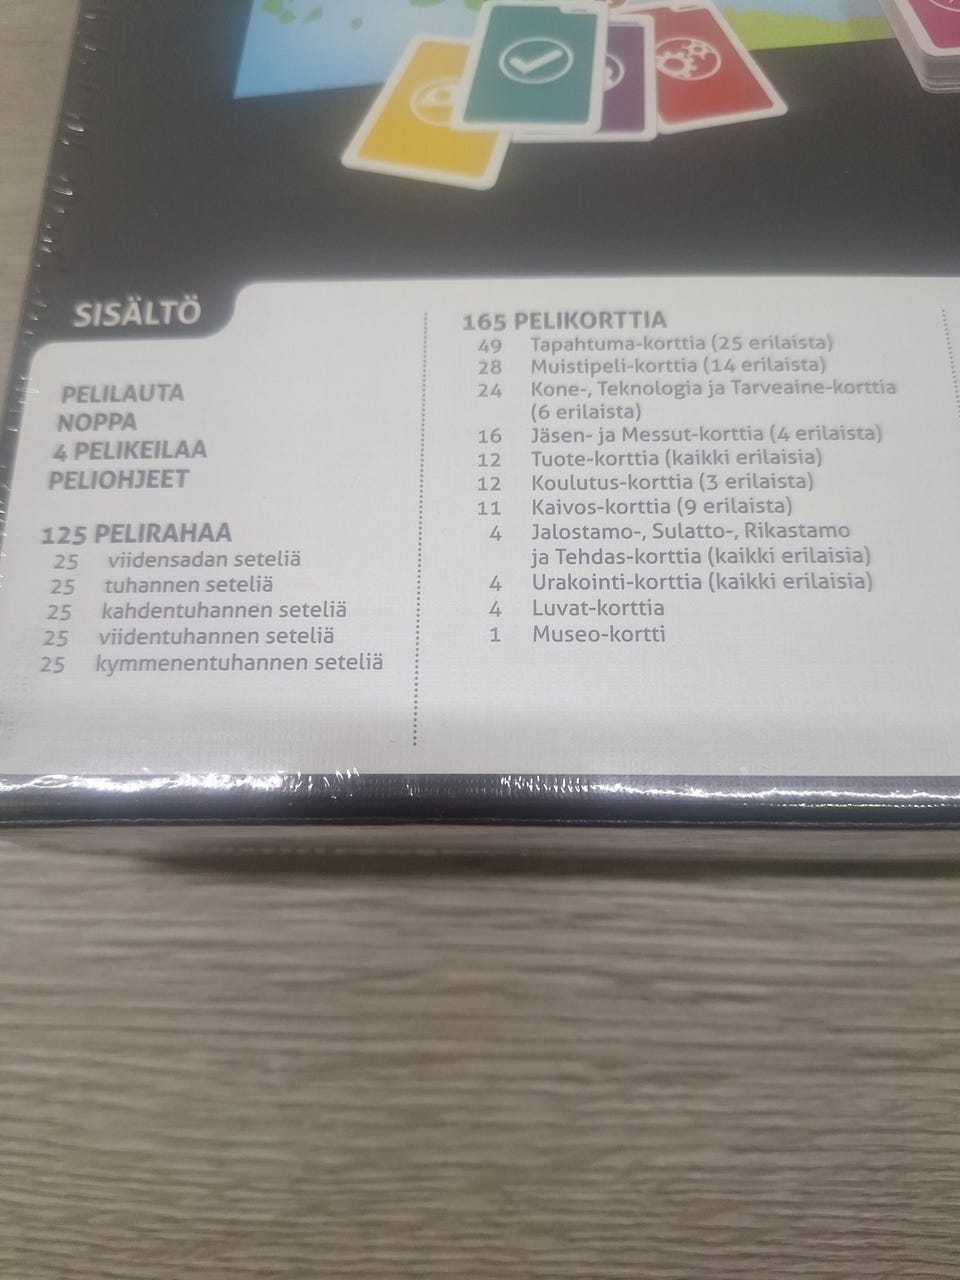 SISÄLTÖ
PELILAUTA
NOPPA
4 PELIKEILAA
PELIOHJEET
125 PELIRAHAA
25 viidensadan seteliä
25 tuhannen seteliä
25 kahdentuhannen seteliä
25 viidentuhannen seteliä
25 kymmenentuhannen seteliä
165 PELIKORTTIA
49 Tapahtuma-korttia (25 erilaista)
28 Muistipeli-korttia (14 erilaista)
24 Kone-, Teknologia ja Tarveaine-korttia
(6 erilaista)
16 Jäsen- ja Messut-korttia (4 erilaista)
12 Tuote-korttia (kaikki erilaisia)
12 Koulutus-korttia (3 erilaista)
11 Kaivos-korttia (9 erilaista)
4 Jalostamo-, Sulatto-, Rikastamo
ja Tehdas-korttia (kaikki erilaisia)
4 Urakointi-korttia (kaikki erilaisia)
4 Luvat-korttia
1 Museo-kortti